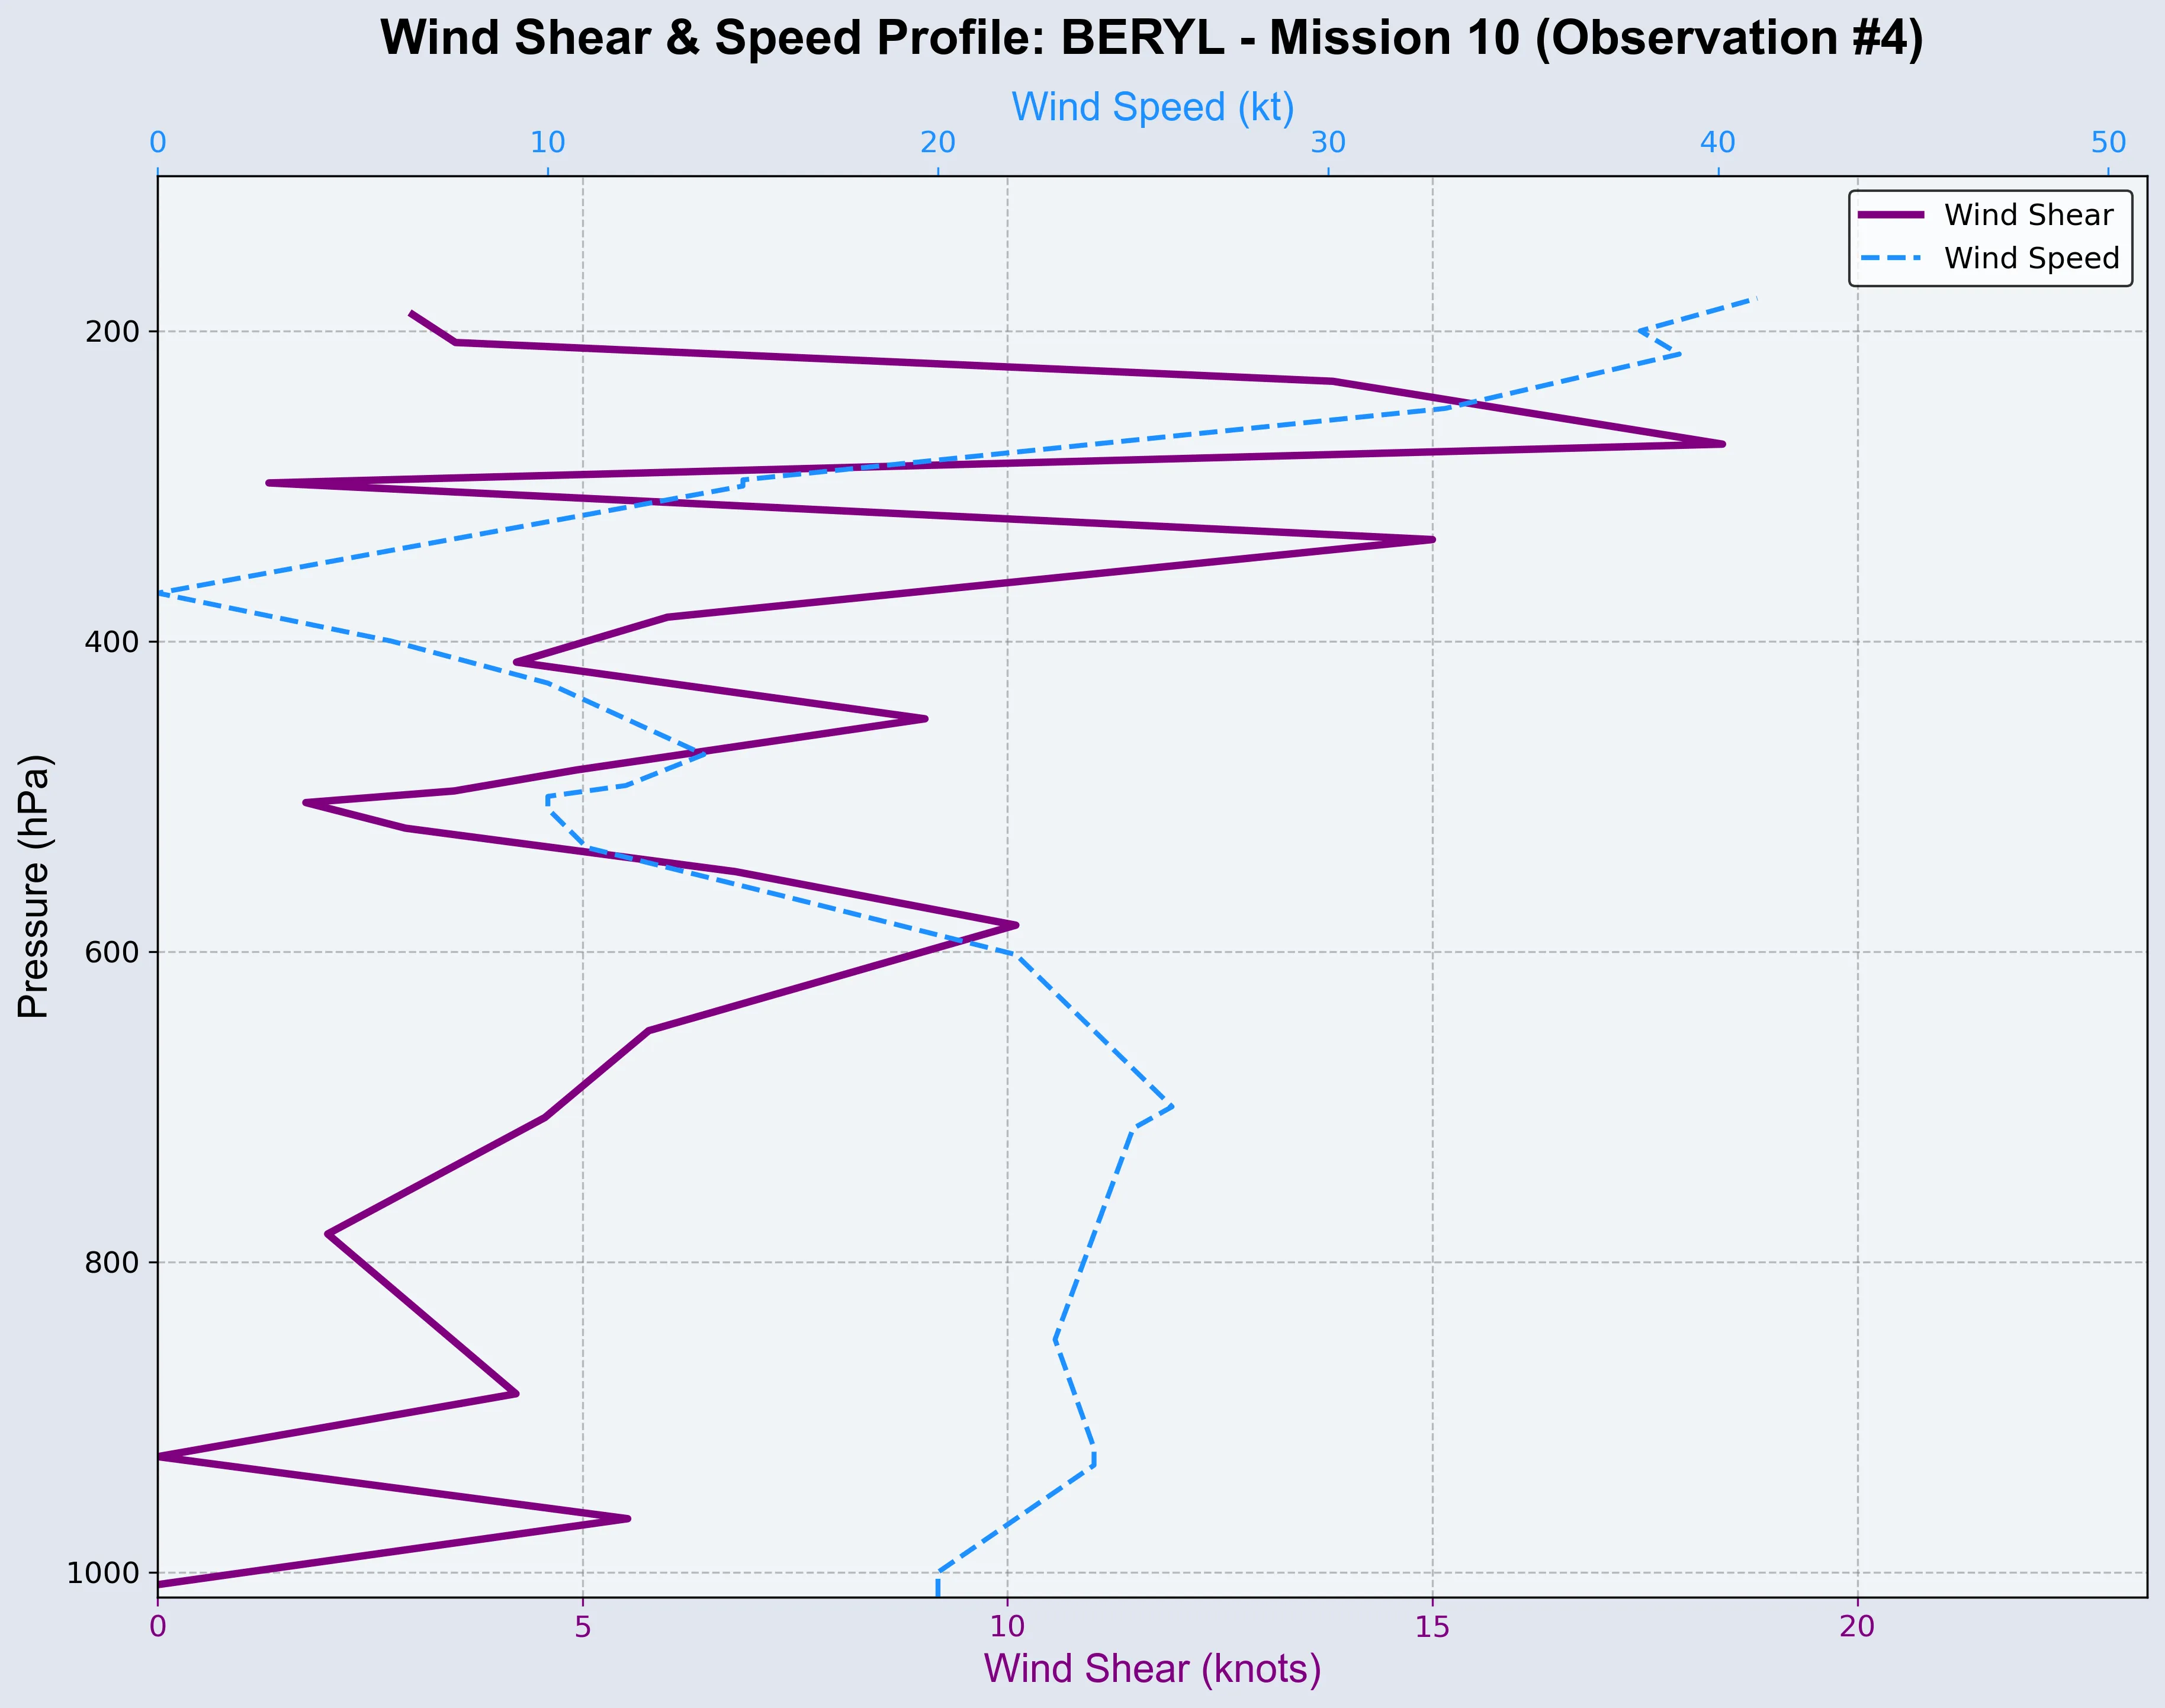 Wind Shear & Speed Profile: BERYL - Mission 10 (Observation #4)
Wind Speed (kt)
0 10 20 30 40 50
Wind Shear
Wind Speed
200
400
600
800
1000
Pressure (hPa)
0 5 10 15 20
Wind Shear (knots)